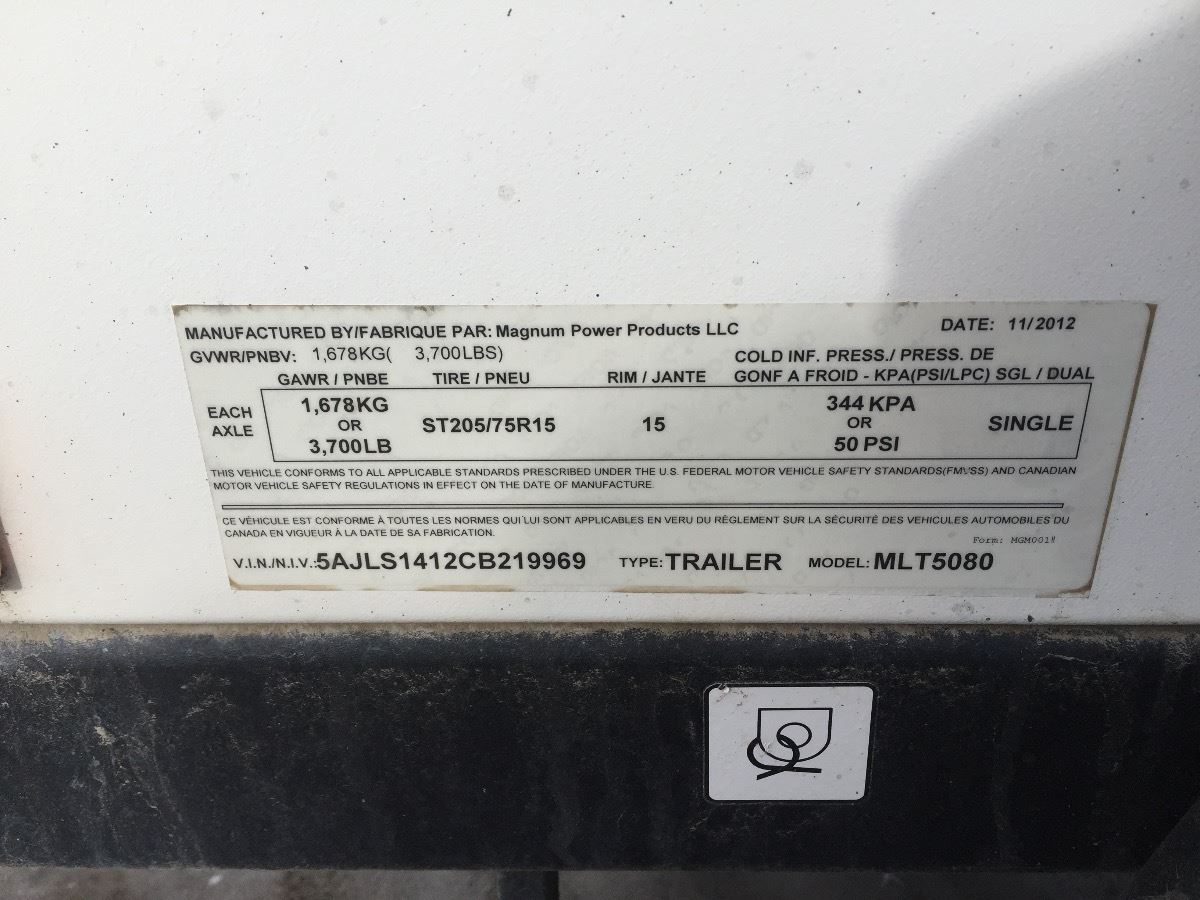 MANUFACTURED BY/FABRIQUE PAR: Magnum Power Products LLC DATE: 11/2012
GVWR/PNBV: 1,678KG( 3,700LBS) COLD INF. PRESS./ PRESS. DE
GAWR / PNBE TIRE / PNEU RIM / JANTE GONF A FROID - KPA(PSI/LPC) SGL / DUAL
EACH AXLE 1,678KG OR 3,700LB ST205/75R15 15 344 KPA OR 50 PSI SINGLE
THIS VEHICLE CONFORMS TO ALL APPLICABLE STANDARDS PRESCRIBED UNDER THE U.S. FEDERAL MOTOR VEHICLE SAFETY STANDARDS(FMVSS) AND CANADIAN
MOTOR VEHICLE SAFETY REGULATIONS IN EFFECT ON THE DATE OF MANUFACTURE.
CE VÉHICULE EST CONFORME À TOUTES LES NORMES QUI LUI SONT APPLICABLES EN VERU DU RÈGLEMENT SUR LA SÉCURITÉ DES VEHICULES AUTOMOBILES DU
CANADA EN VIGUEUR À LA DATE DE SA FABRICATION.
Form:
V.I.N./N.I.V.:5AJLS1412CB219969 TYPE: TRAILER MODEL: MLT5080